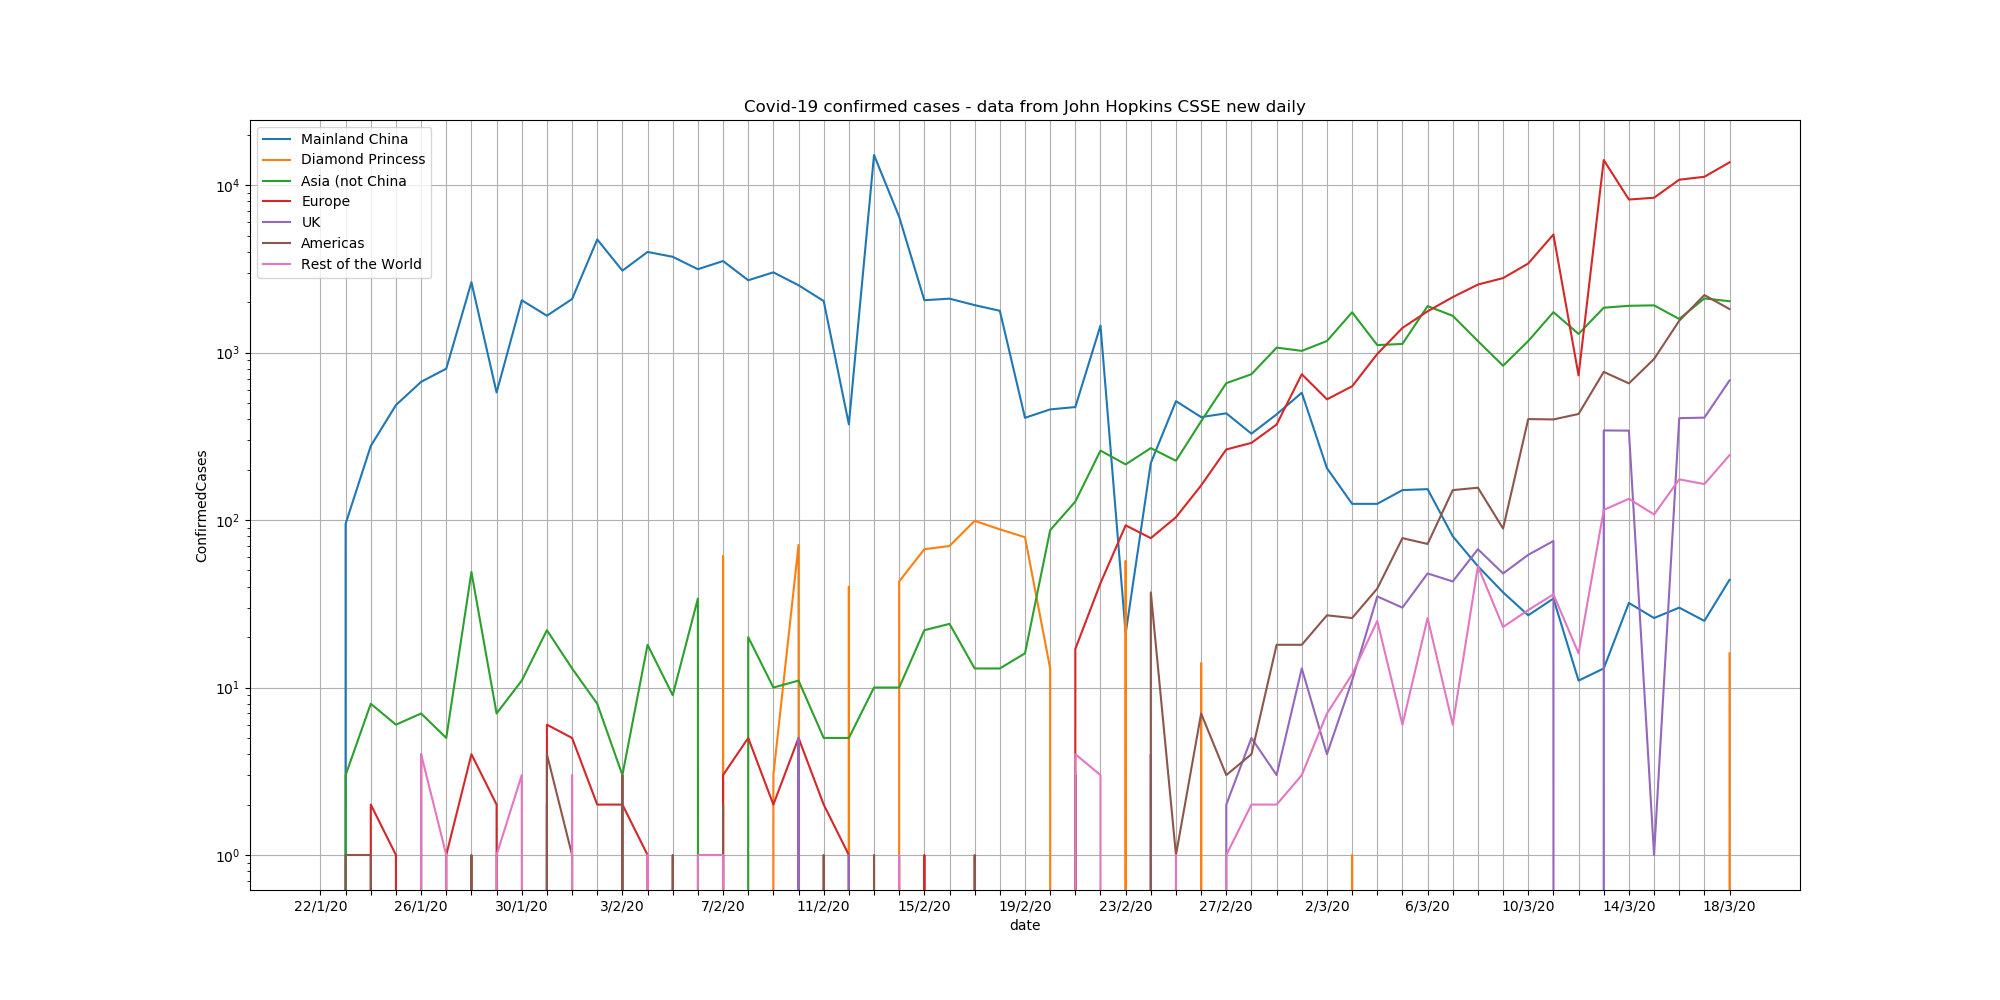 Covid-19 confirmed cases - data from John Hopkins CSSE new daily
Mainland China
Diamond Princess
Asia (not China
Europe
UK
Americas
Rest of the World
ConfirmedCases
10⁴
10³
10²
10¹
10⁰
22/1/20 26/1/20 30/1/20 3/2/20 7/2/20 11/2/20 15/2/20 19/2/20 23/2/20 27/2/20 2/3/20 6/3/20 10/3/20 14/3/20 18/3/20
date